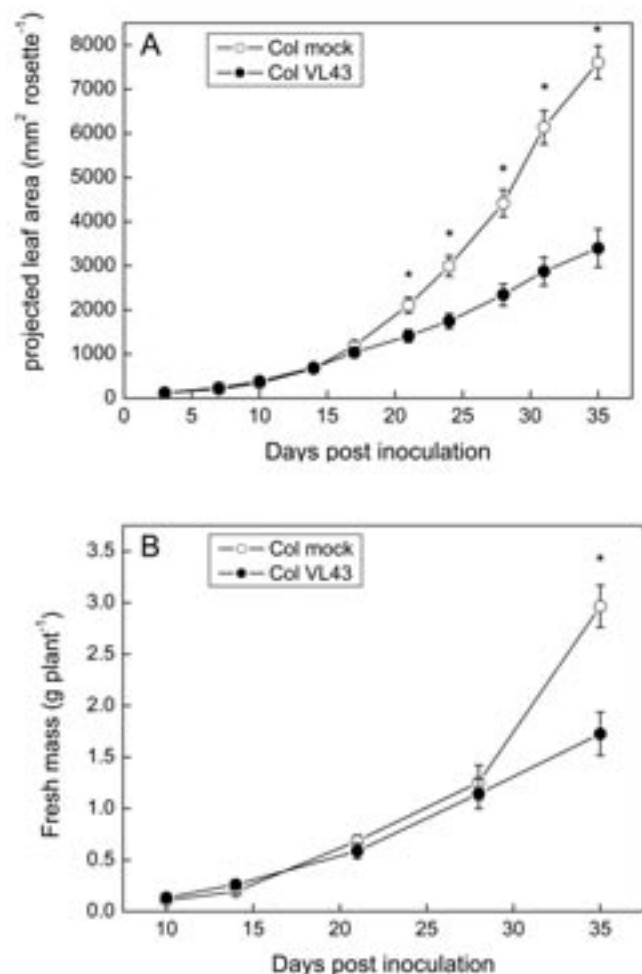 A
Col mock
Col VL43
projected leaf area (mm² rosette⁻¹)
8000
7000
6000
5000
4000
3000
2000
1000
0
* * * * * *
0 5 10 15 20 25 30 35
Days post inoculation
B
Col mock
Col VL43
Fresh mass (g plant⁻¹)
3.5
3.0
2.5
2.0
1.5
1.0
0.5
0.0
*
10 15 20 25 30 35
Days post inoculation